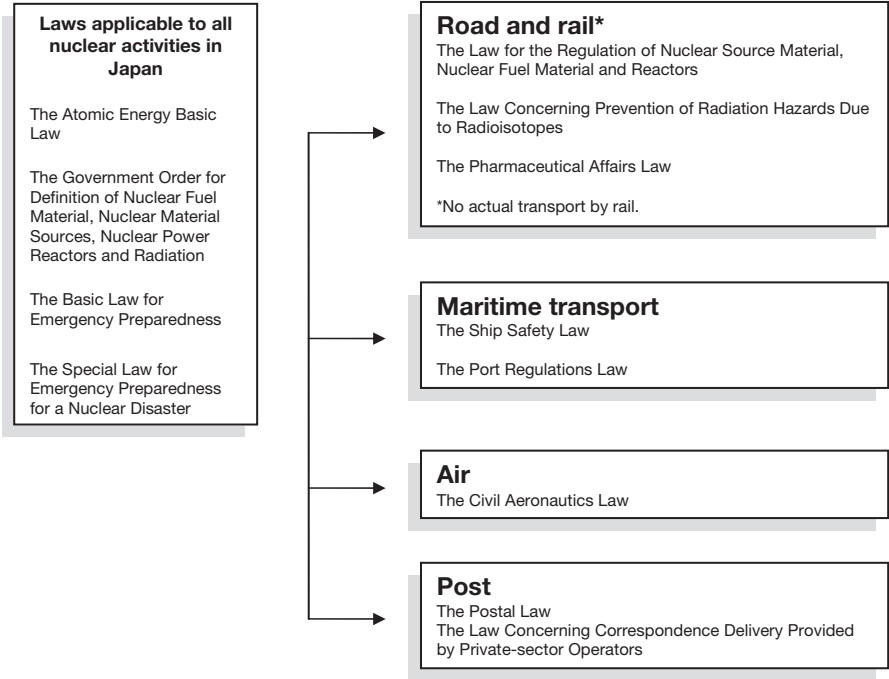 Laws applicable to all
nuclear activities in
Japan
The Atomic Energy Basic
Law
The Government Order for
Definition of Nuclear Fuel
Material, Nuclear Material
Sources, Nuclear Power
Reactors and Radiation
The Basic Law for
Emergency Preparedness
The Special Law for
Emergency Preparedness
for a Nuclear Disaster
Road and rail*
The Law for the Regulation of Nuclear Source Material,
Nuclear Fuel Material and Reactors
The Law Concerning Prevention of Radiation Hazards Due
to Radioisotopes
The Pharmaceutical Affairs Law
*No actual transport by rail.
Maritime transport
The Ship Safety Law
The Port Regulations Law
Air
The Civil Aeronautics Law
Post
The Postal Law
The Law Concerning Correspondence Delivery Provided
by Private-sector Operators